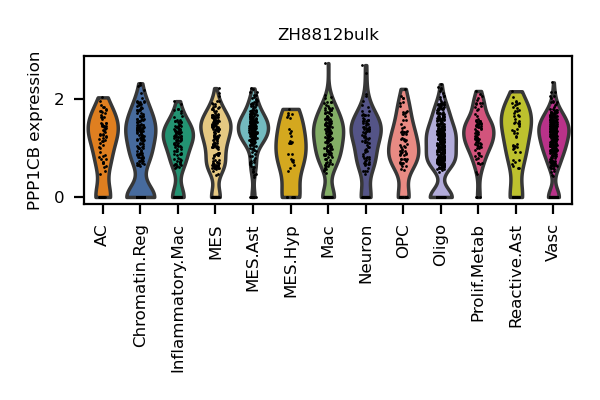 ZH8812bulk
PPP1CB expression
2
0
AC
Chromatin.Reg
Inflammatory.Mac
MES
MES.Ast
MES.Hyp
Mac
Neuron
OPC
Oligo
Prolif.Metab
Reactive.Ast
Vasc